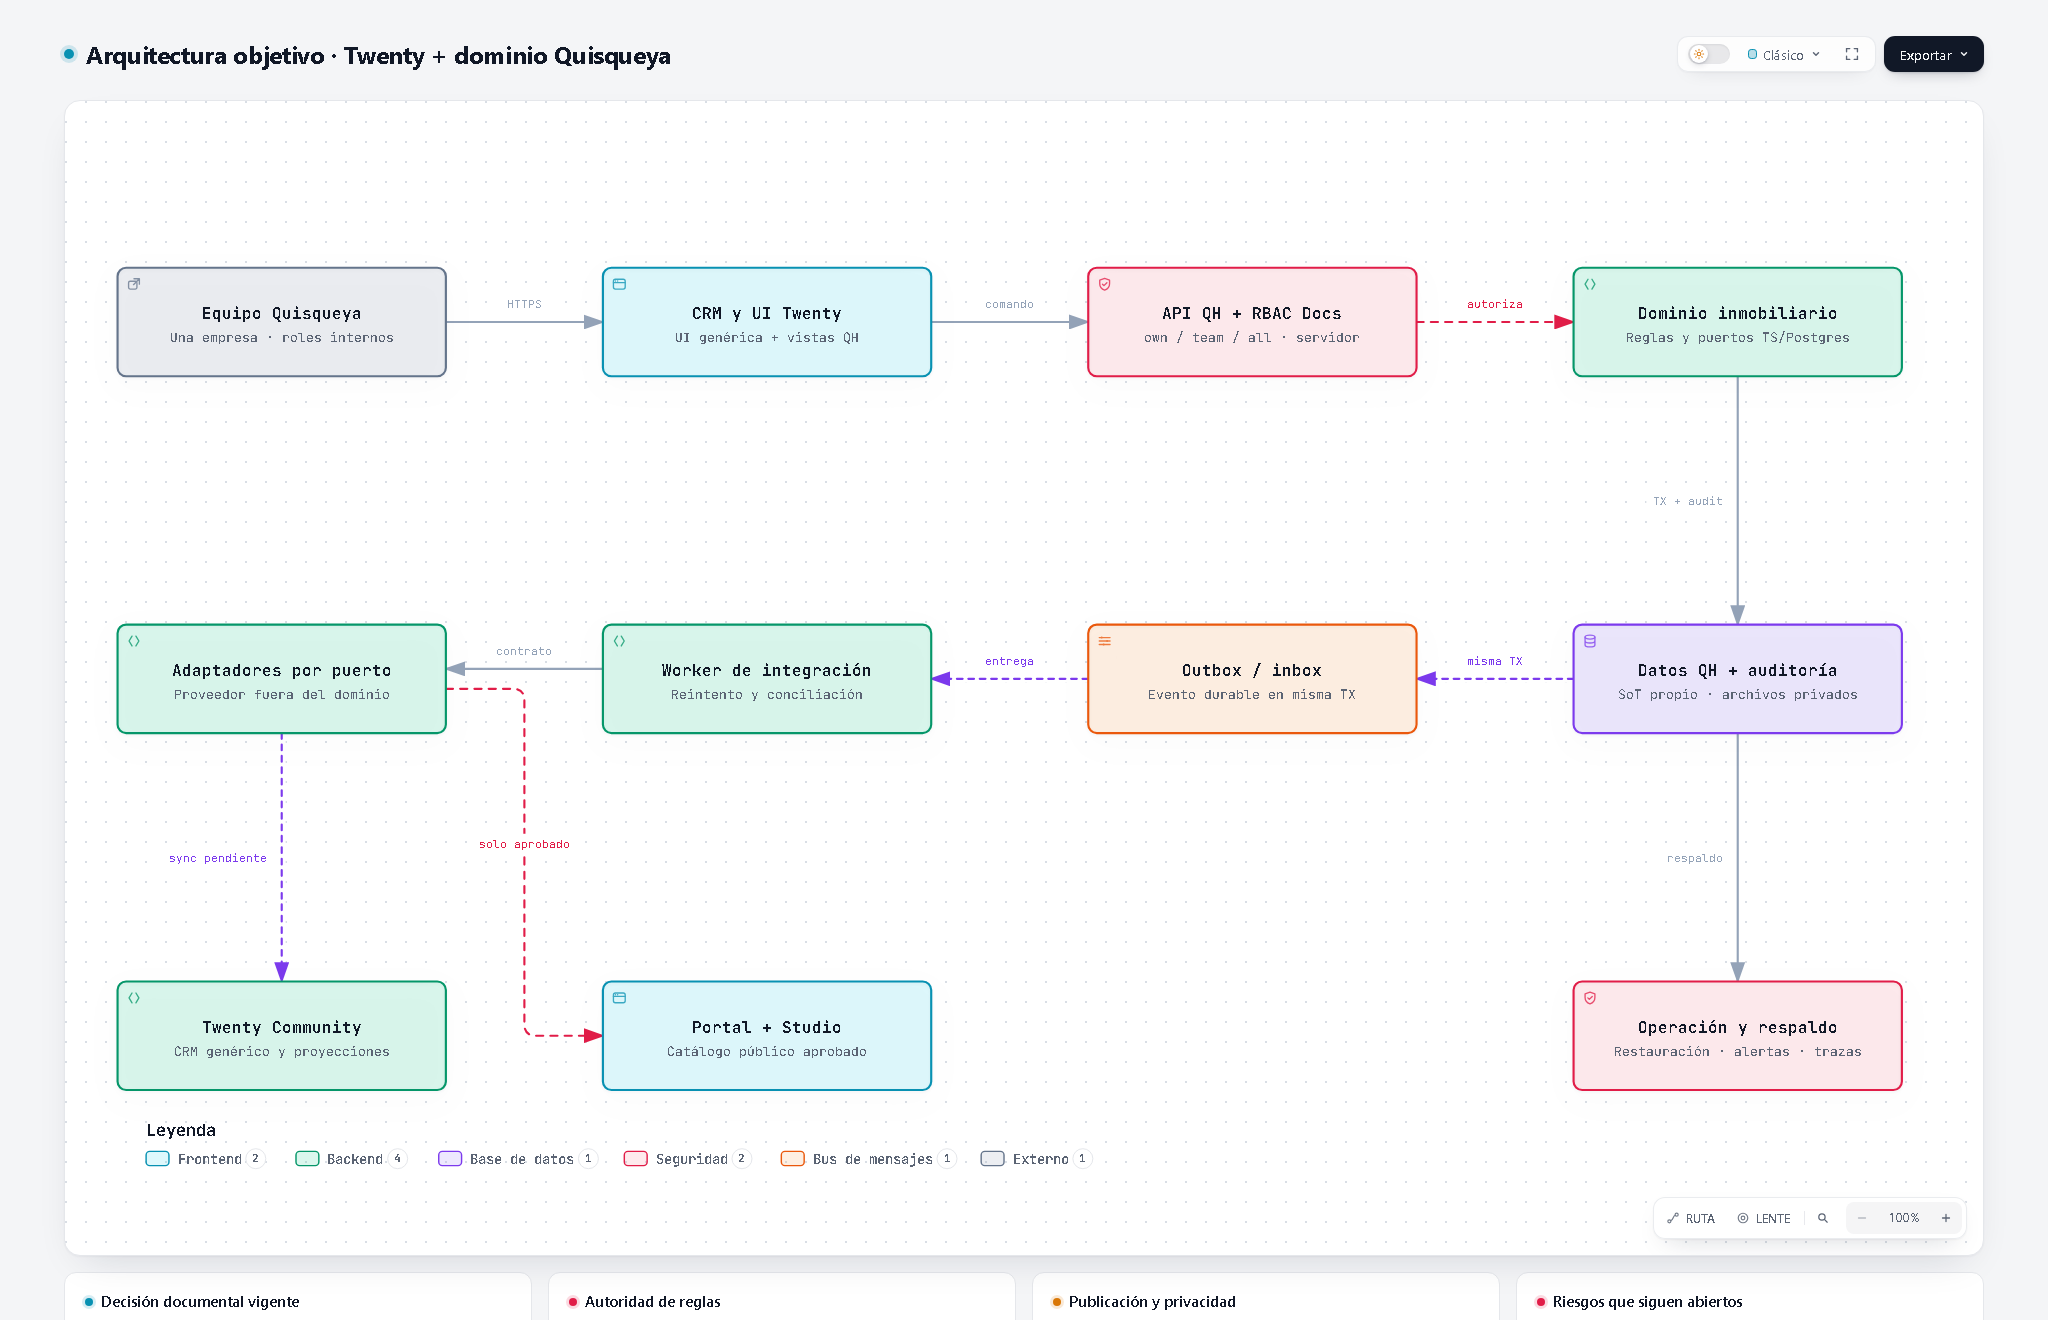 Arquitectura objetivo · Twenty + dominio Quisqueya
Clásico
Exportar
Equipo Quisqueya
Una empresa · roles internos
HTTPS
CRM y UI Twenty
UI genérica + vistas QH
comando
API QH + RBAC Docs
own / team / all · servidor
autoriza
Dominio inmobiliario
Reglas y puertos TS/Postgres
TX + audit
Adaptadores por puerto
Proveedor fuera del dominio
contrato
Worker de integración
Reintento y conciliación
entrega
Outbox / inbox
Evento durable en misma TX
misma TX
Datos QH + auditoría
SoT propio · archivos privados
sync pendiente
solo aprobado
respaldo
Twenty Community
CRM genérico y proyecciones
Portal + Studio
Catálogo público aprobado
Operación y respaldo
Restauración · alertas · trazas
Leyenda
Frontend 2
Backend 4
Base de datos 1
Seguridad 2
Bus de mensajes 1
Externo 1
RUTA
LENTE
− 100% +
Decisión documental vigente
Autoridad de reglas
Publicación y privacidad
Riesgos que siguen abiertos